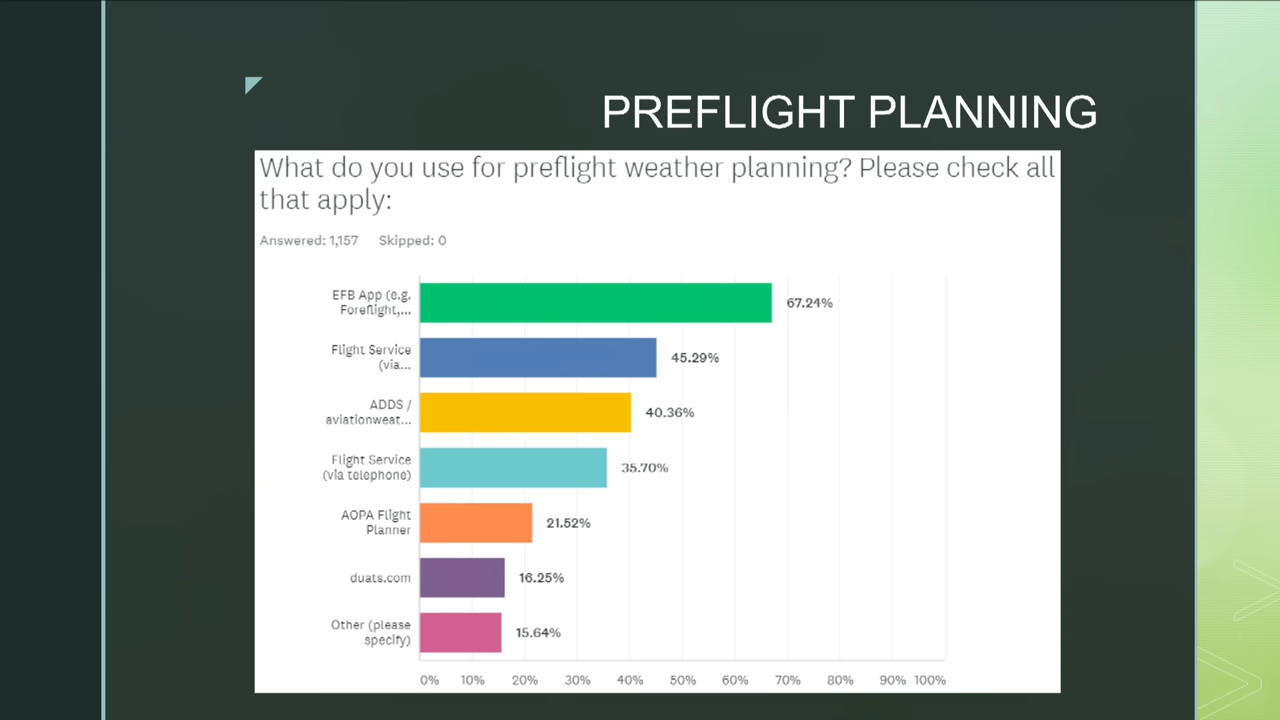 PREFLIGHT PLANNING
What do you use for preflight weather planning? Please check all
that apply:
Answered: 1,157 Skipped: 0
EFB App (e.g.
Foreflight,...
67.24%
Flight Service
(via...
45.29%
ADDS /
aviationweat...
40.36%
Flight Service
(via telephone)
35.70%
AOPA Flight
Planner
21.52%
duats.com
16.25%
Other (please
specify)
15.64%
0% 10% 20% 30% 40% 50% 60% 70% 80% 90% 100%